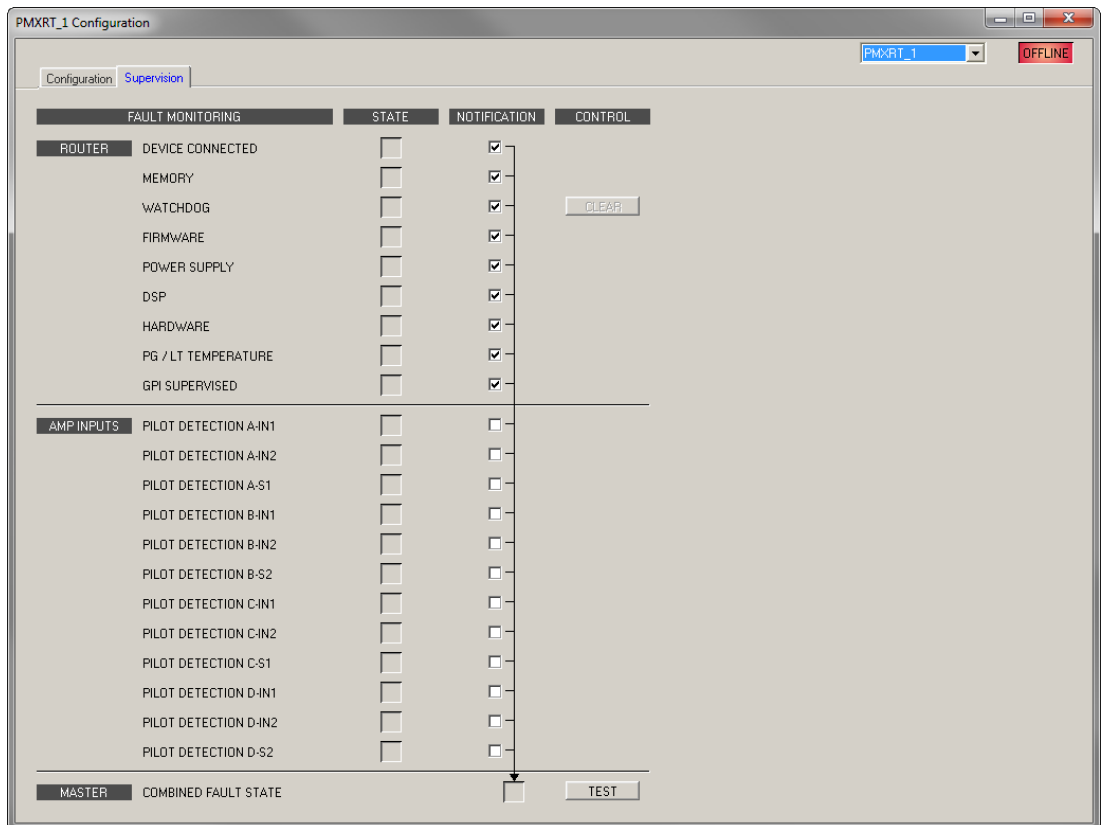 PMXRT_1 Configuration
PMXRT_1 OFFLINE
Configuration Supervision
FAULT MONITORING STATE NOTIFICATION CONTROL
ROUTER DEVICE CONNECTED
MEMORY
WATCHDOG CLEAR
FIRMWARE
POWER SUPPLY
DSP
HARDWARE
PG / LT TEMPERATURE
GPI SUPERVISED
AMP INPUTS PILOT DETECTION A-IN1
PILOT DETECTION A-IN2
PILOT DETECTION A-S1
PILOT DETECTION B-IN1
PILOT DETECTION B-IN2
PILOT DETECTION B-S2
PILOT DETECTION C-IN1
PILOT DETECTION C-IN2
PILOT DETECTION C-S1
PILOT DETECTION D-IN1
PILOT DETECTION D-IN2
PILOT DETECTION D-S2
MASTER COMBINED FAULT STATE TEST